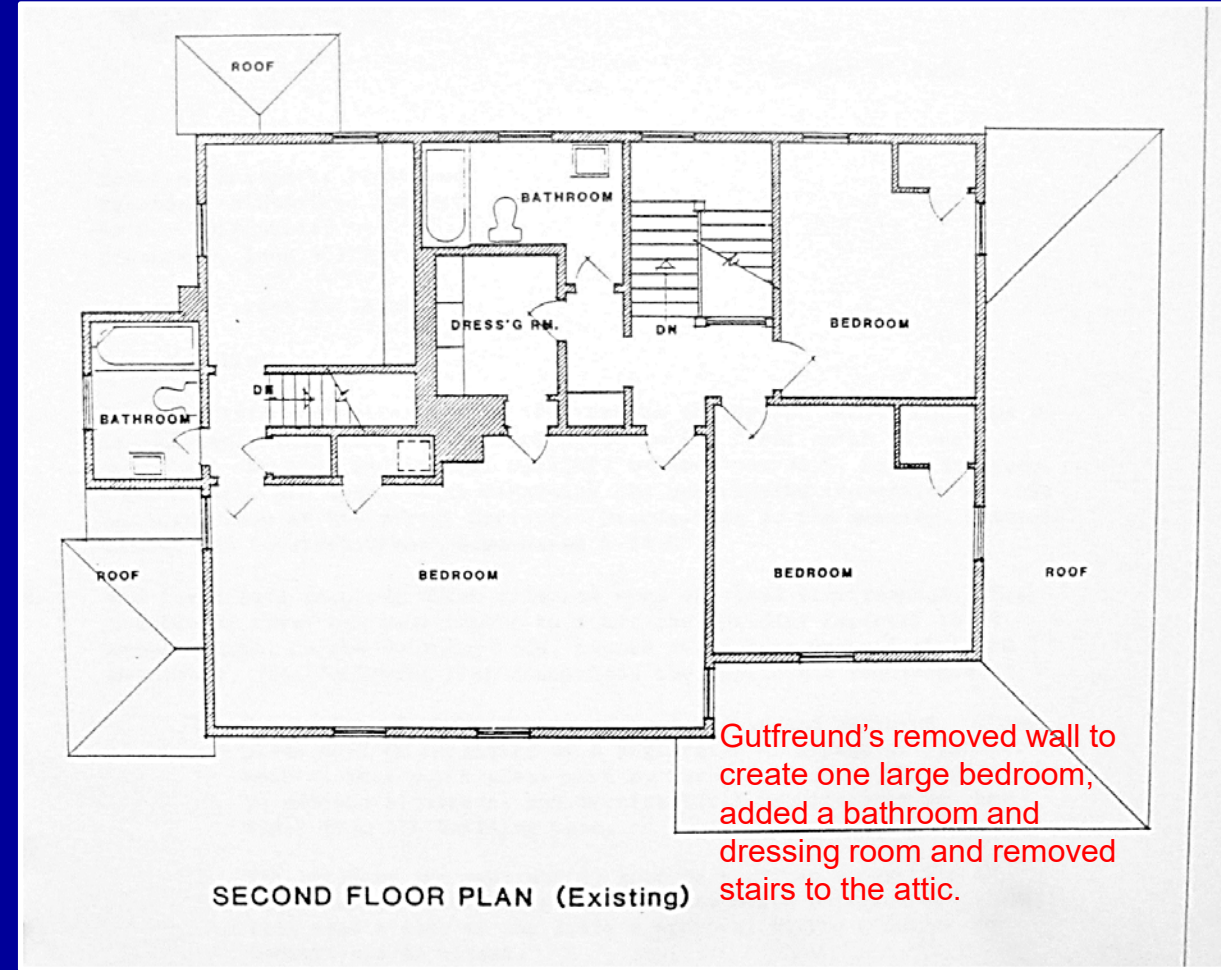 ROOF
BATHROOM
DRESS'G RM.
DN
BEDROOM
DN
BATHROOM
ROOF
BEDROOM
BEDROOM
ROOF
Gutfreund's removed wall to
create one large bedroom,
added a bathroom and
dressing room and removed
stairs to the attic.
SECOND FLOOR PLAN (Existing)